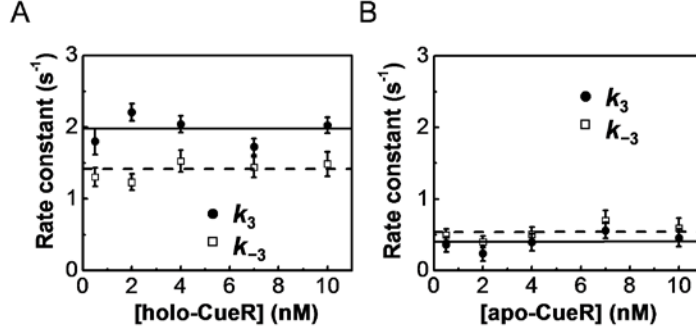 A
Rate constant (s⁻¹)
3
2
1
0
k₃
k₋₃
0 2 4 6 8 10
[holo-CueR] (nM)
B
Rate constant (s⁻¹)
3
2
1
0
k₃
k₋₃
0 2 4 6 8 10
[apo-CueR] (nM)